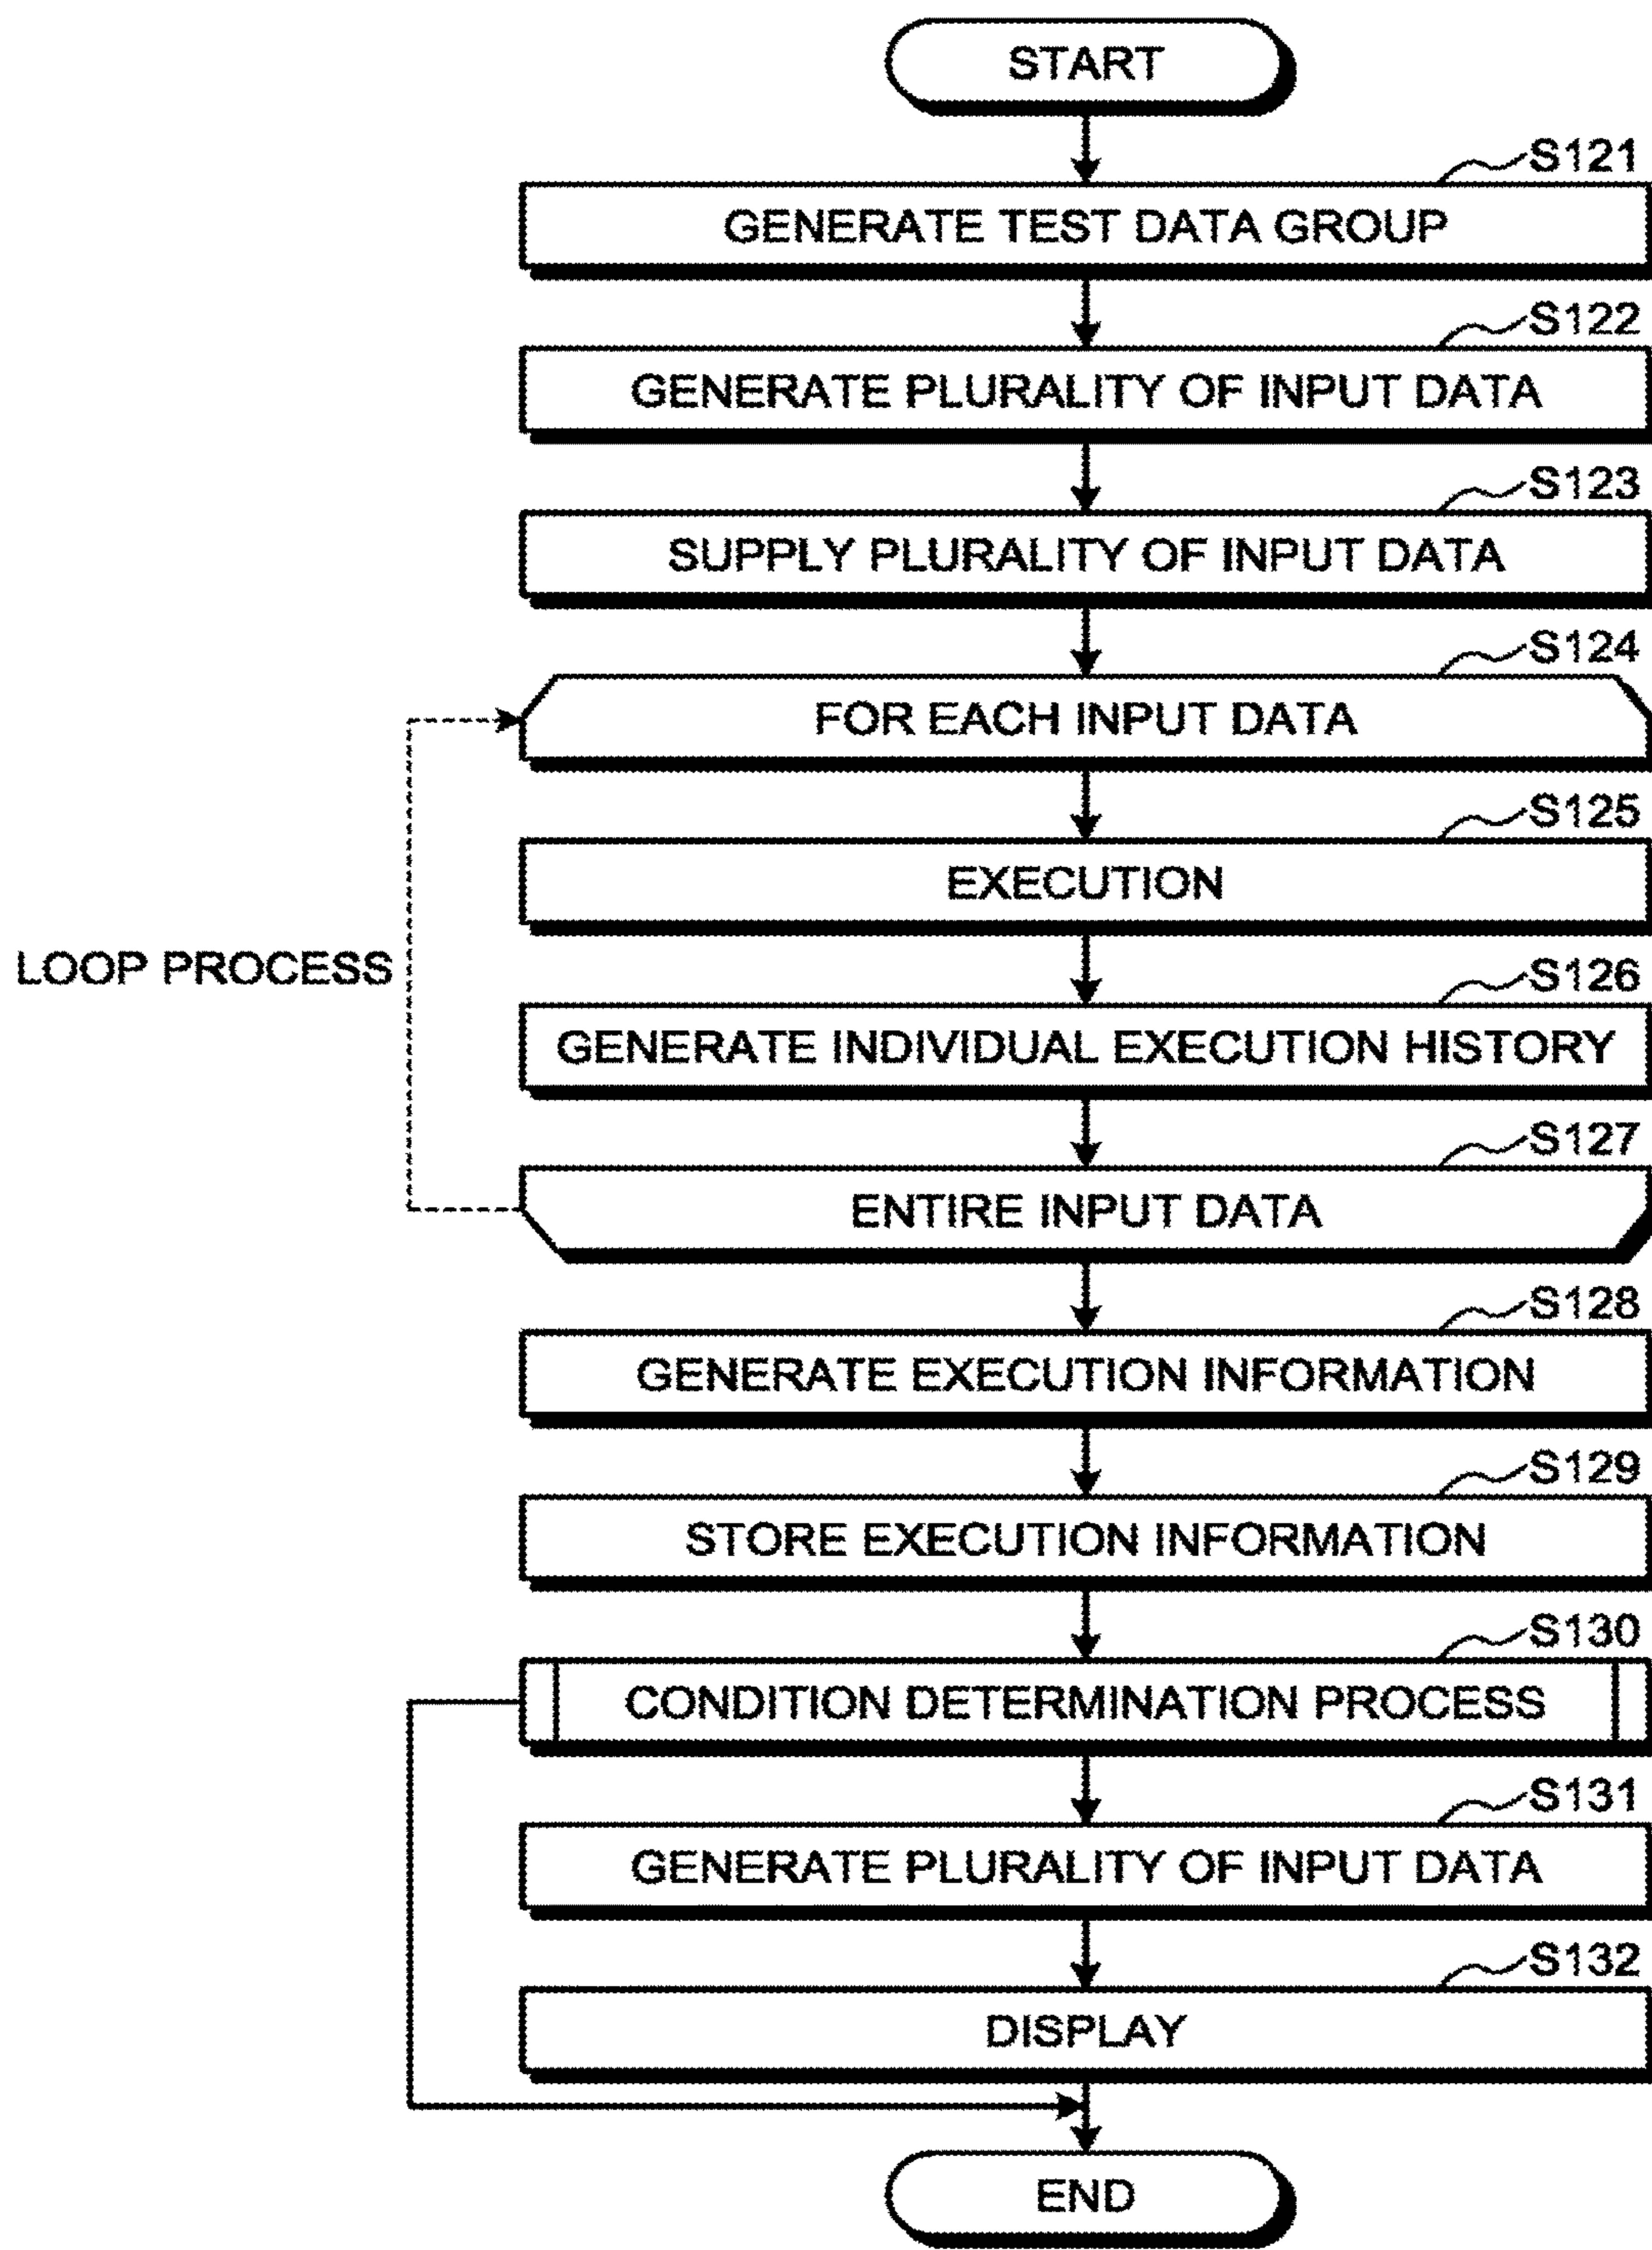 START
S121
GENERATE TEST DATA GROUP
S122
GENERATE PLURALITY OF INPUT DATA
S123
SUPPLY PLURALITY OF INPUT DATA
S124
FOR EACH INPUT DATA
S125
EXECUTION
LOOP PROCESS
S126
GENERATE INDIVIDUAL EXECUTION HISTORY
S127
ENTIRE INPUT DATA
S128
GENERATE EXECUTION INFORMATION
S129
STORE EXECUTION INFORMATION
S130
CONDITION DETERMINATION PROCESS
S131
GENERATE PLURALITY OF INPUT DATA
S132
DISPLAY
END